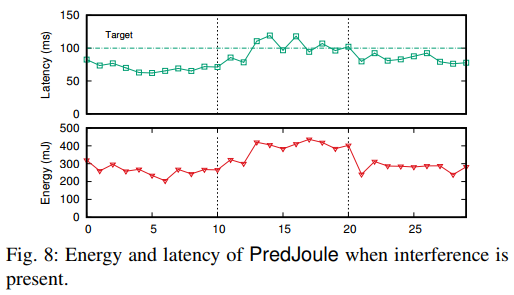 150
Target
100
50
0
Latency (ms)
500
400
300
200
100
0
Energy (mJ)
0 5 10 15 20 25
Fig. 8: Energy and latency of PredJoule when interference is
present.